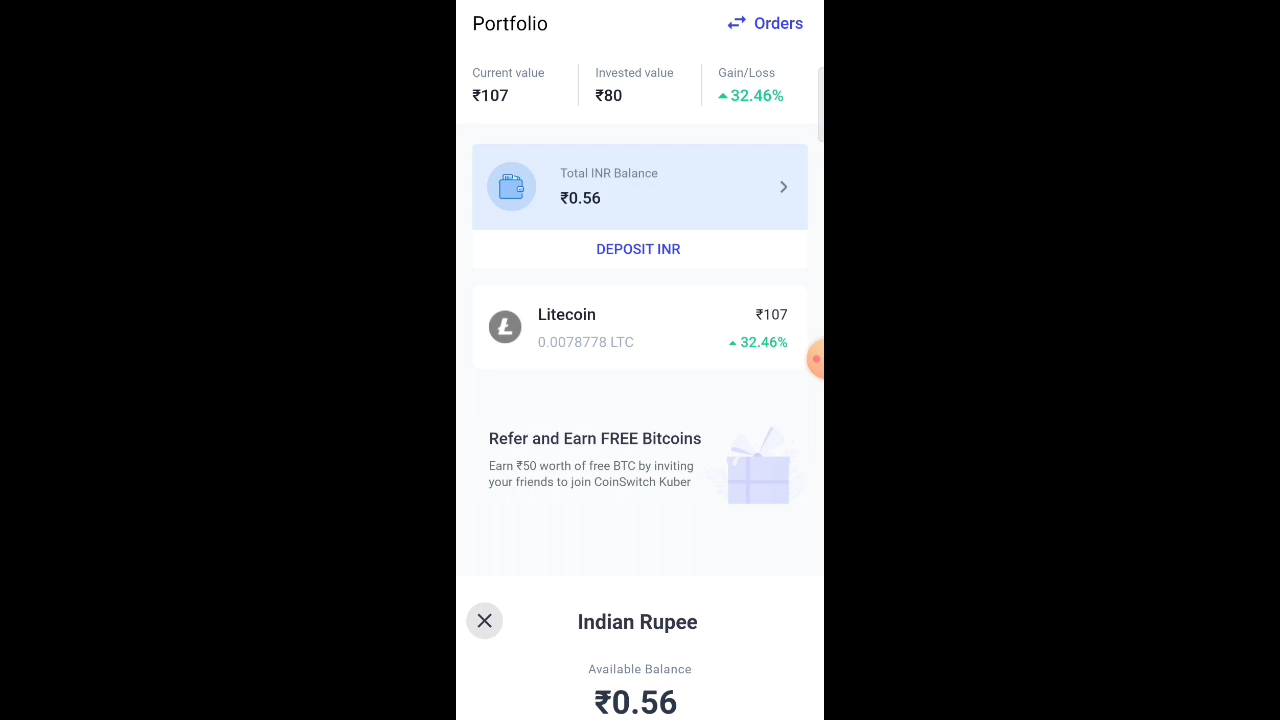 Portfolio
Orders
Current value
Invested value
Gain/Loss
₹107
₹80
32.46%
Total INR Balance
₹0.56
DEPOSIT INR
Litecoin
₹107
0.0078778 LTC
32.46%
Refer and Earn FREE Bitcoins
Earn ₹50 worth of free BTC by inviting
your friends to join CoinSwitch Kuber
Indian Rupee
Available Balance
₹0.56